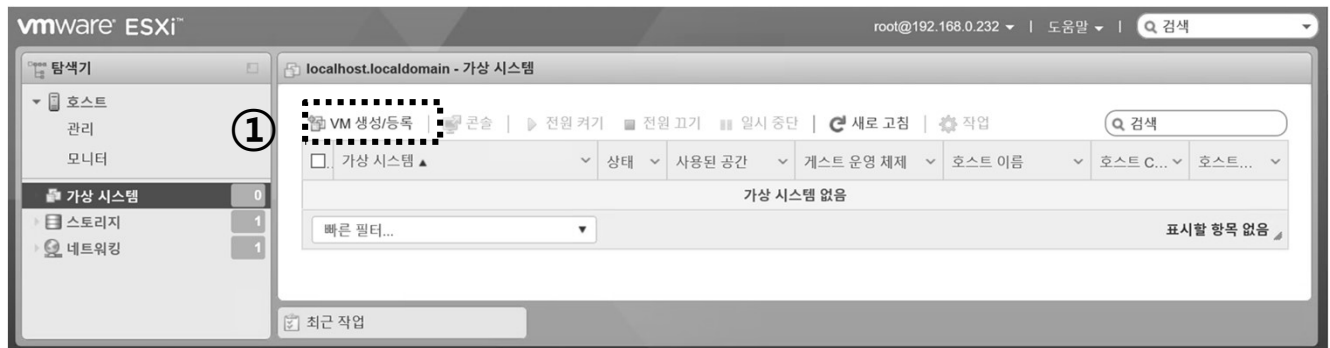 vmware ESXi™ root@192.168.0.232 | 도움말 | 검색
탐색기
localhost.localdomain - 가상 시스템
호스트
관리
모니터
가상 시스템 0
스토리지 1
네트워킹 1
①
VM 생성/등록 | 콘솔 | 전원 켜기 전원 끄기 일시 중단 | 새로 고침 | 작업 검색
가상 시스템 상태 사용된 공간 게스트 운영 체제 호스트 이름 호스트 C... 호스트...
가상 시스템 없음
빠른 필터... 표시할 항목 없음
최근 작업